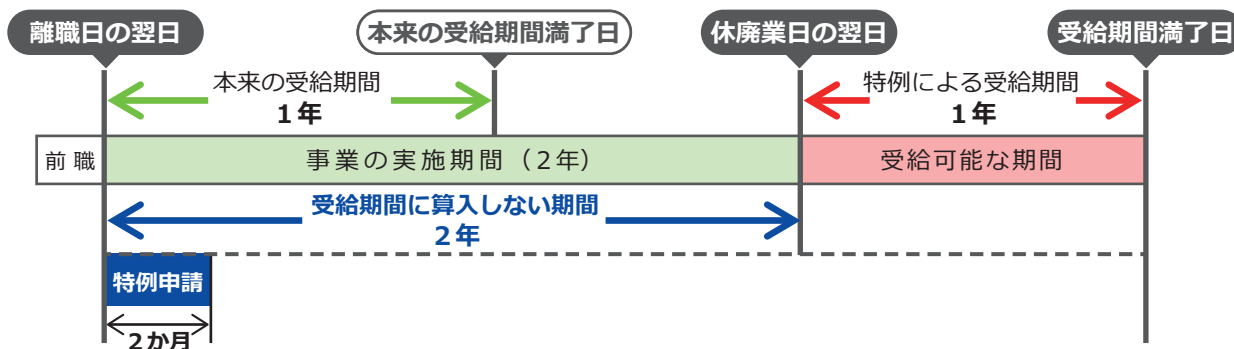 離職日の翌日
本来の受給期間満了日
休廃業日の翌日
受給期間満了日
本来の受給期間
1年
特例による受給期間
1年
前職
事業の実施期間（2年）
受給可能な期間
受給期間に算入しない期間
2年
特例申請
2か月